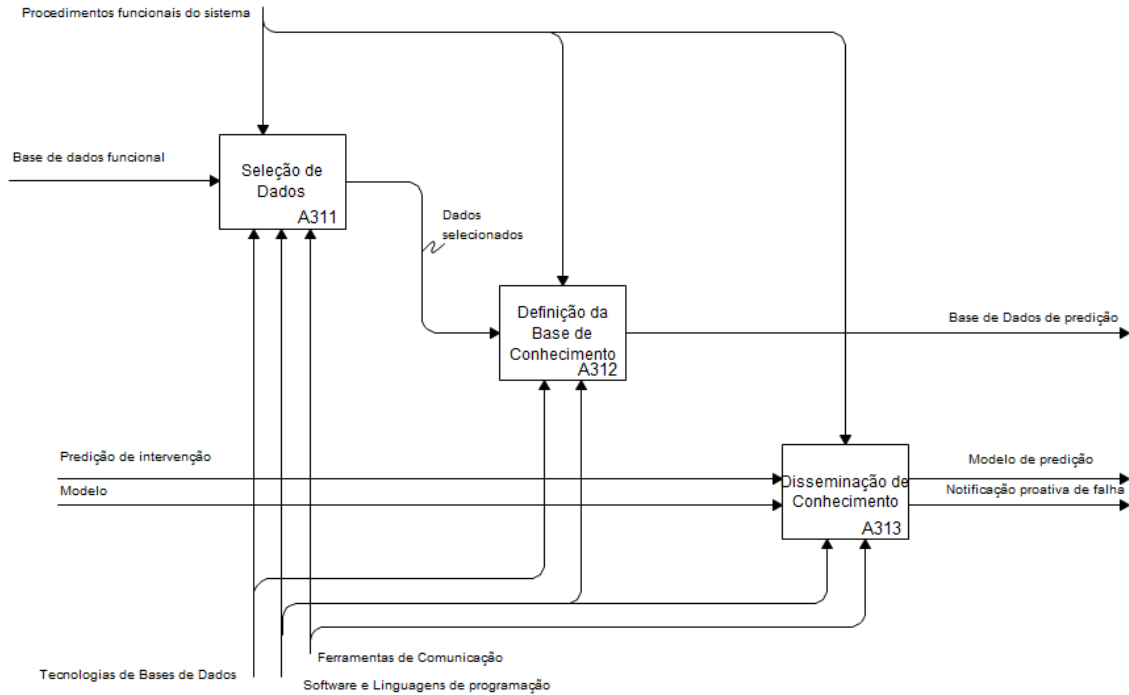 Procedimentos funcionais do sistema
Base de dados funcional
Seleção de
Dados
A311
Dados
selecionados
Definição da
Base de
Conhecimento
A312
Base de Dados de predição
Predição de intervenção
Modelo
Disseminação de
Conhecimento
A313
Modelo de predição
Notificação proativa de falha
Ferramentas de Comunicação
Tecnologias de Bases de Dados
Software e Linguagens de programação